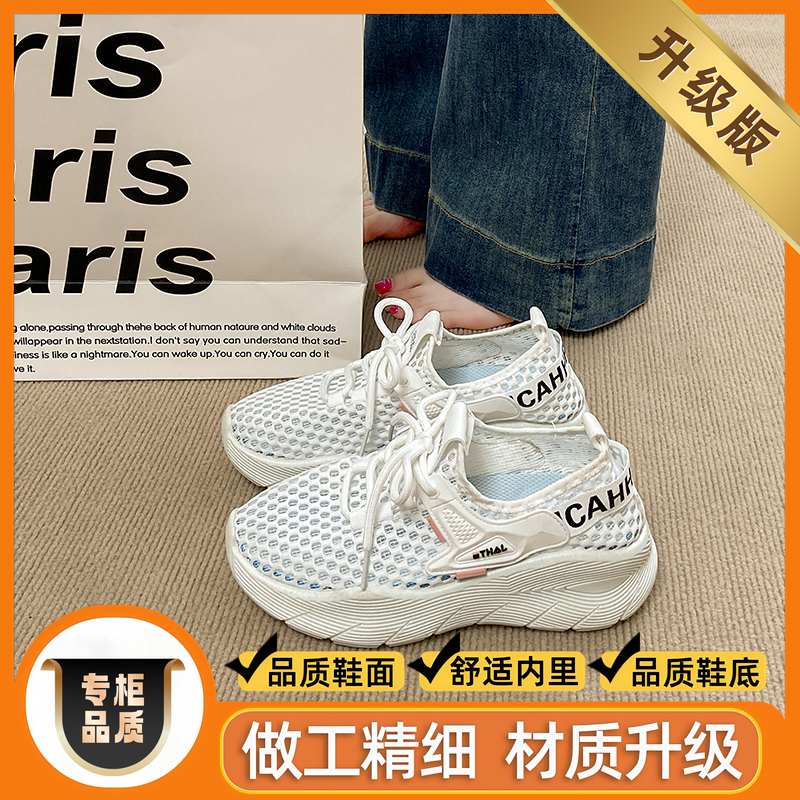 ris
aris
aris
g alone,passing through thehe back of human nataure and white clouds
willappear in the nextstation.I don't say you can understand that sad-
iness is like a nightmare.You can wake up.You can cry.You can do it
ve it.
升级版
CAHH
CAHH
THAL
品质鞋面
舒适内里
品质鞋底
专柜
品质
做工精细 材质升级